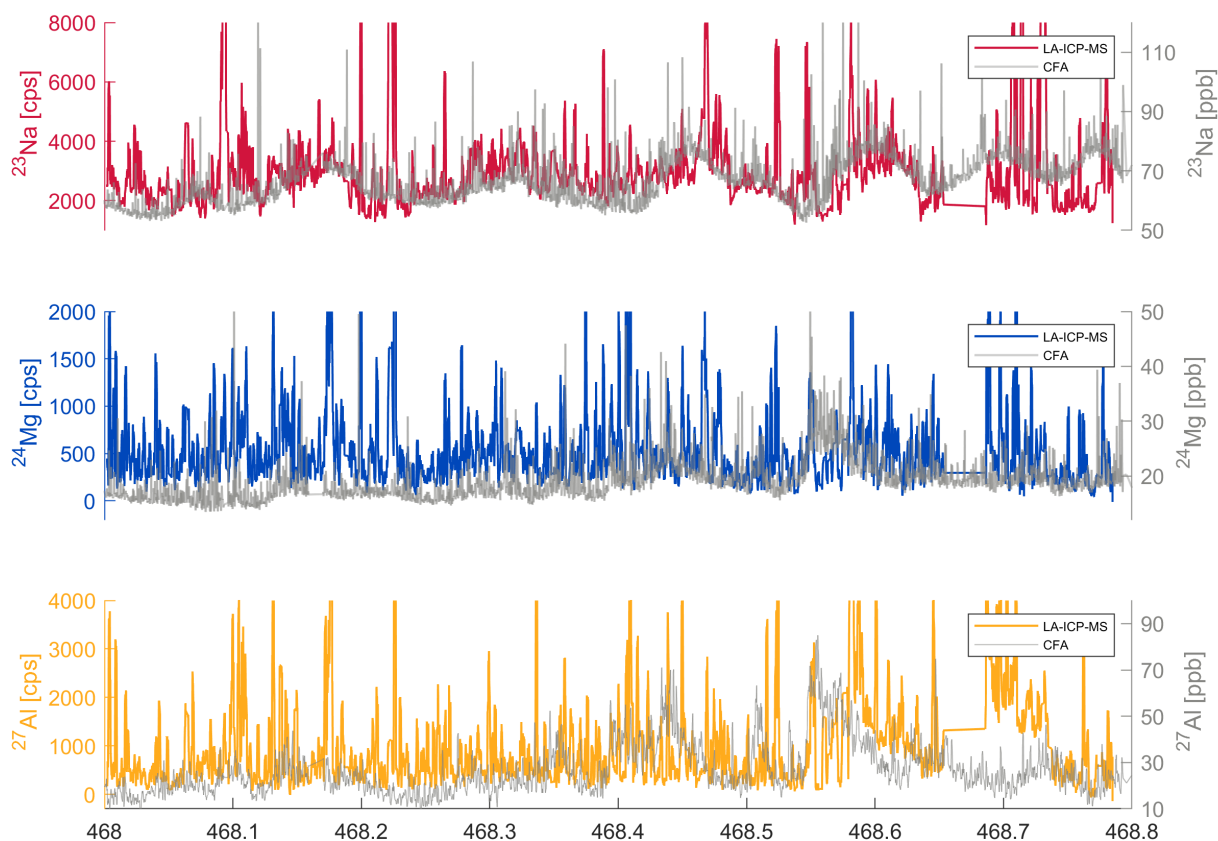 8000
6000
4000
2000
²³Na [cps]
LA-ICP-MS
CFA
110
90
70
50
²³Na [ppb]
2000
1500
1000
500
0
²⁴Mg [cps]
LA-ICP-MS
CFA
50
40
30
20
²⁴Mg [ppb]
4000
3000
2000
1000
0
²⁷Al [cps]
LA-ICP-MS
CFA
90
70
50
30
10
²⁷Al [ppb]
468 468.1 468.2 468.3 468.4 468.5 468.6 468.7 468.8